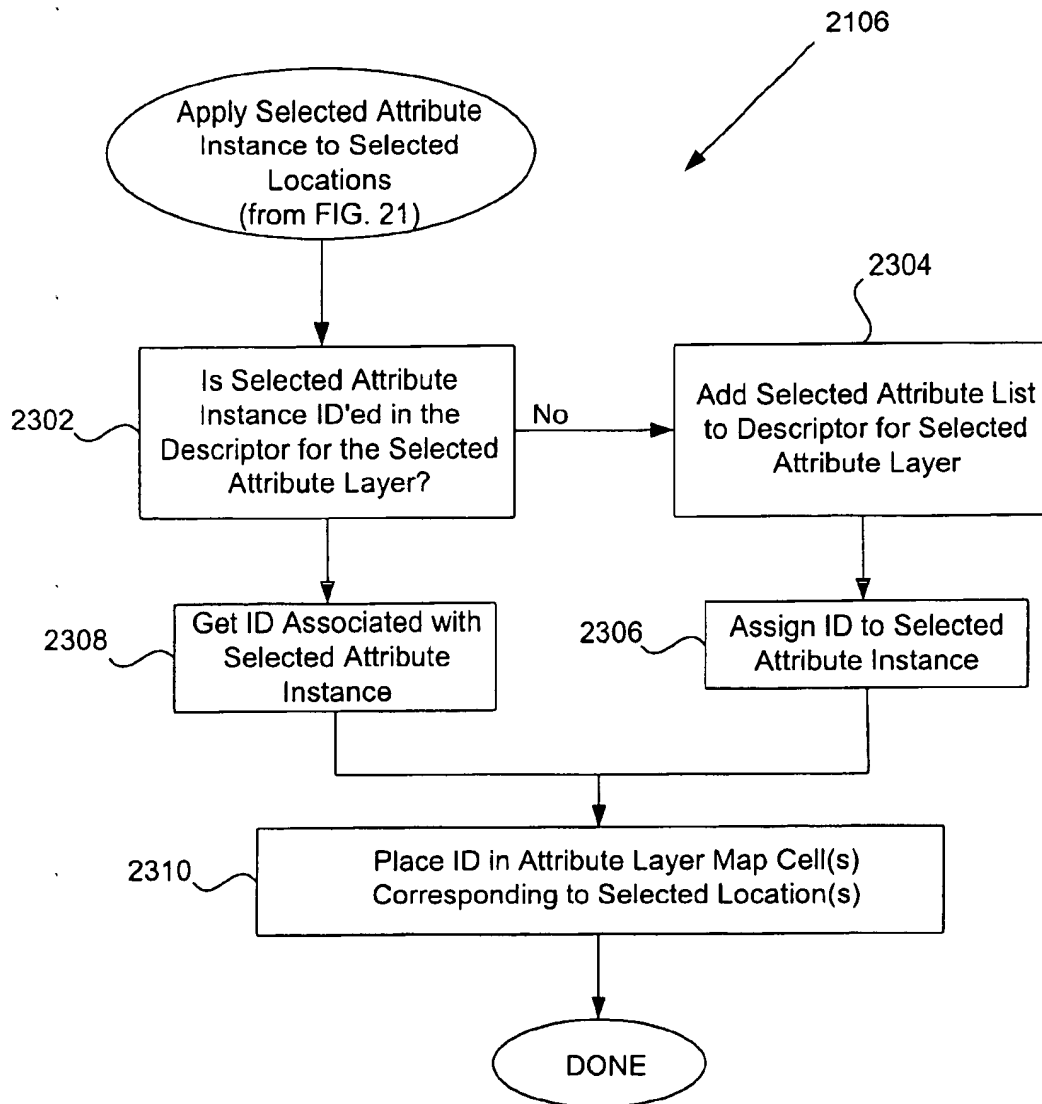 2106
Apply Selected Attribute
Instance to Selected
Locations
(from FIG. 21)
2304
2302
Is Selected Attribute
Instance ID'ed in the
Descriptor for the Selected
Attribute Layer?
No
Add Selected Attribute List
to Descriptor for Selected
Attribute Layer
2308
Get ID Associated with
Selected Attribute
Instance
2306
Assign ID to Selected
Attribute Instance
2310
Place ID in Attribute Layer Map Cell(s)
Corresponding to Selected Location(s)
DONE